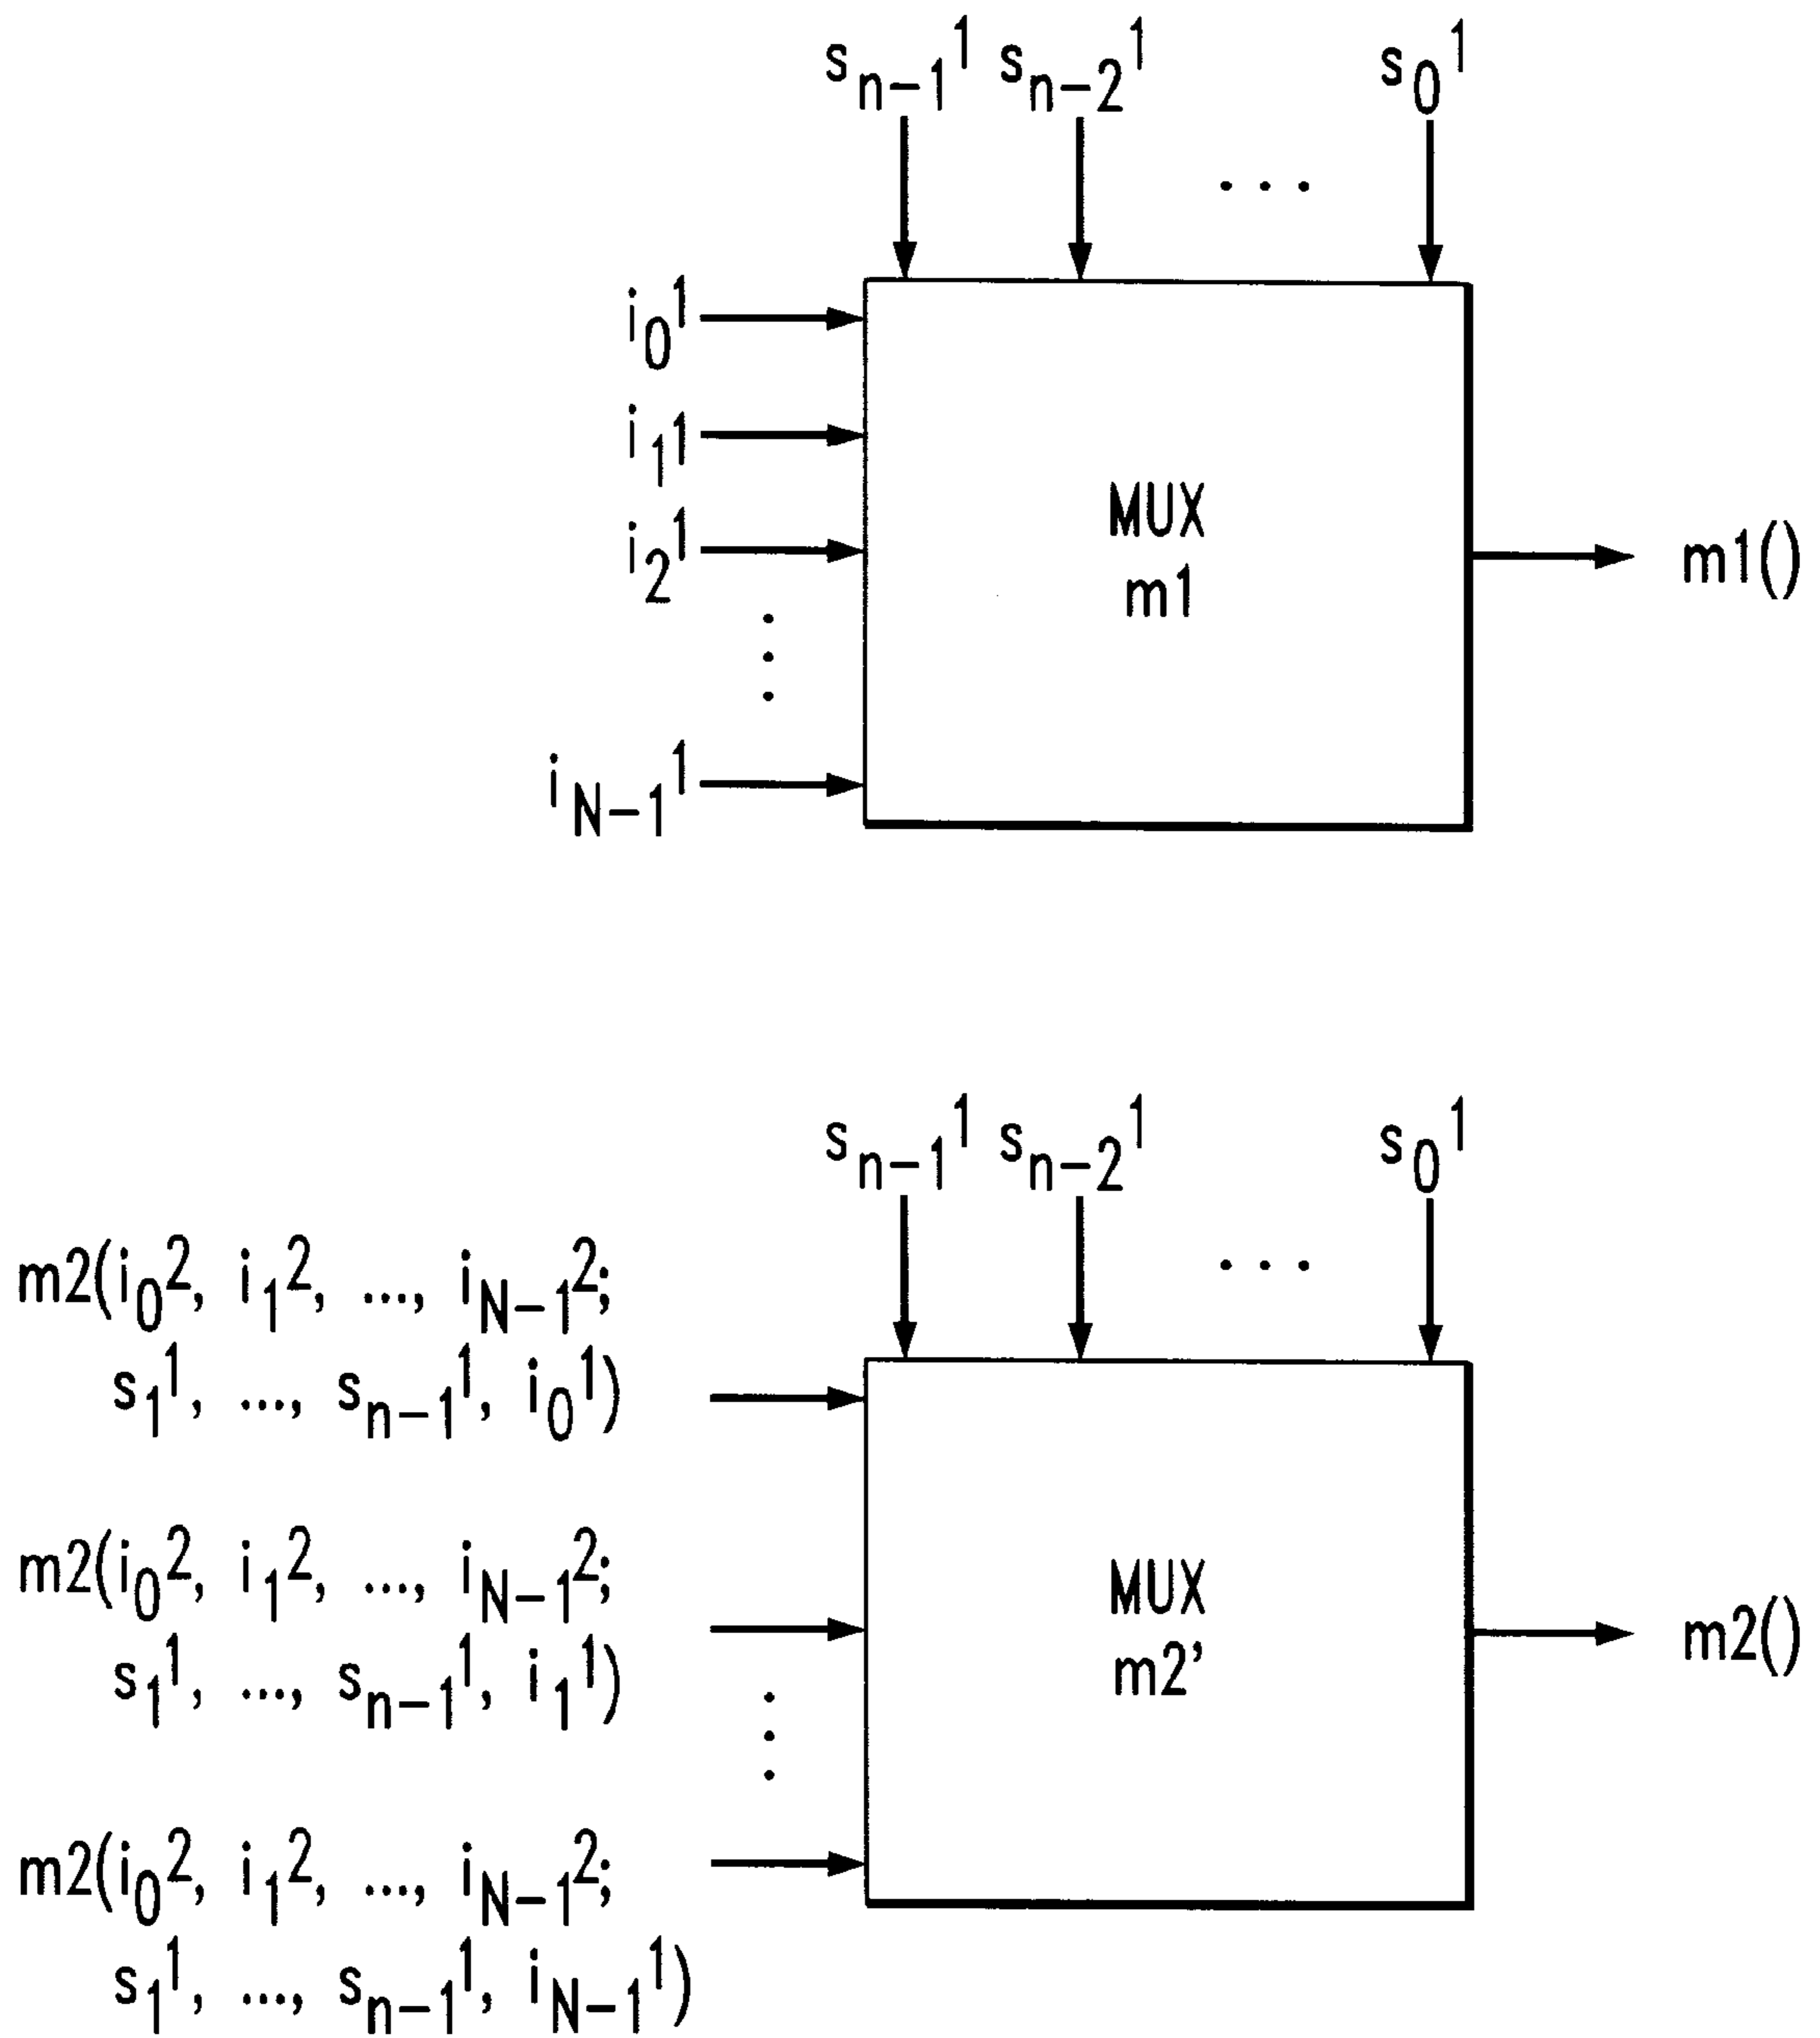 s_{n-1}^1 s_{n-2}^1 ... s_0^1
i_0^1
i_1^1
i_2^1
i_{N-1}^1
MUX
m1
m1()
s_{n-1}^1 s_{n-2}^1 ... s_0^1
m2(i_0^2, i_1^2, ..., i_{N-1}^2;
s_1^1, ..., s_{n-1}^1, i_0^1)
m2(i_0^2, i_1^2, ..., i_{N-1}^2;
s_1^1, ..., s_{n-1}^1, i_1^1)
m2(i_0^2, i_1^2, ..., i_{N-1}^2;
s_1^1, ..., s_{n-1}^1, i_{N-1}^1)
MUX
m2'
m2()